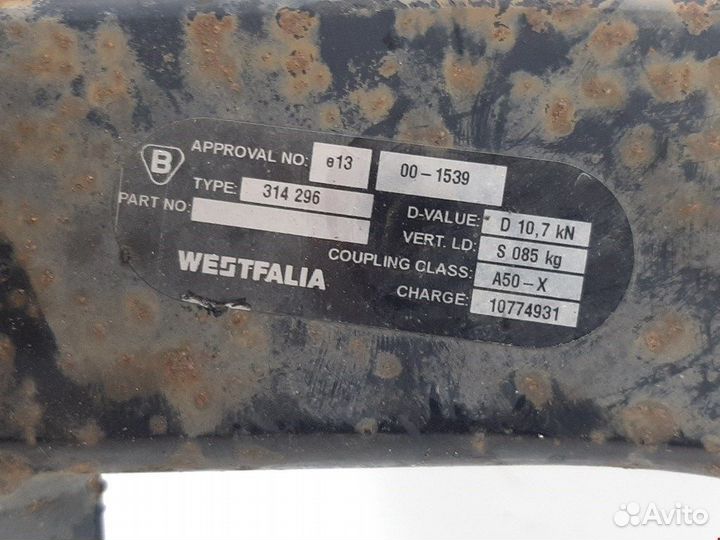 B
APPROVAL NO: e13 00-1539
TYPE: 314 296
PART NO:
WESTFALIA
D-VALUE: D 10,7 kN
VERT. LD: S 085 kg
COUPLING CLASS: A50-X
CHARGE: 10774931
Avito